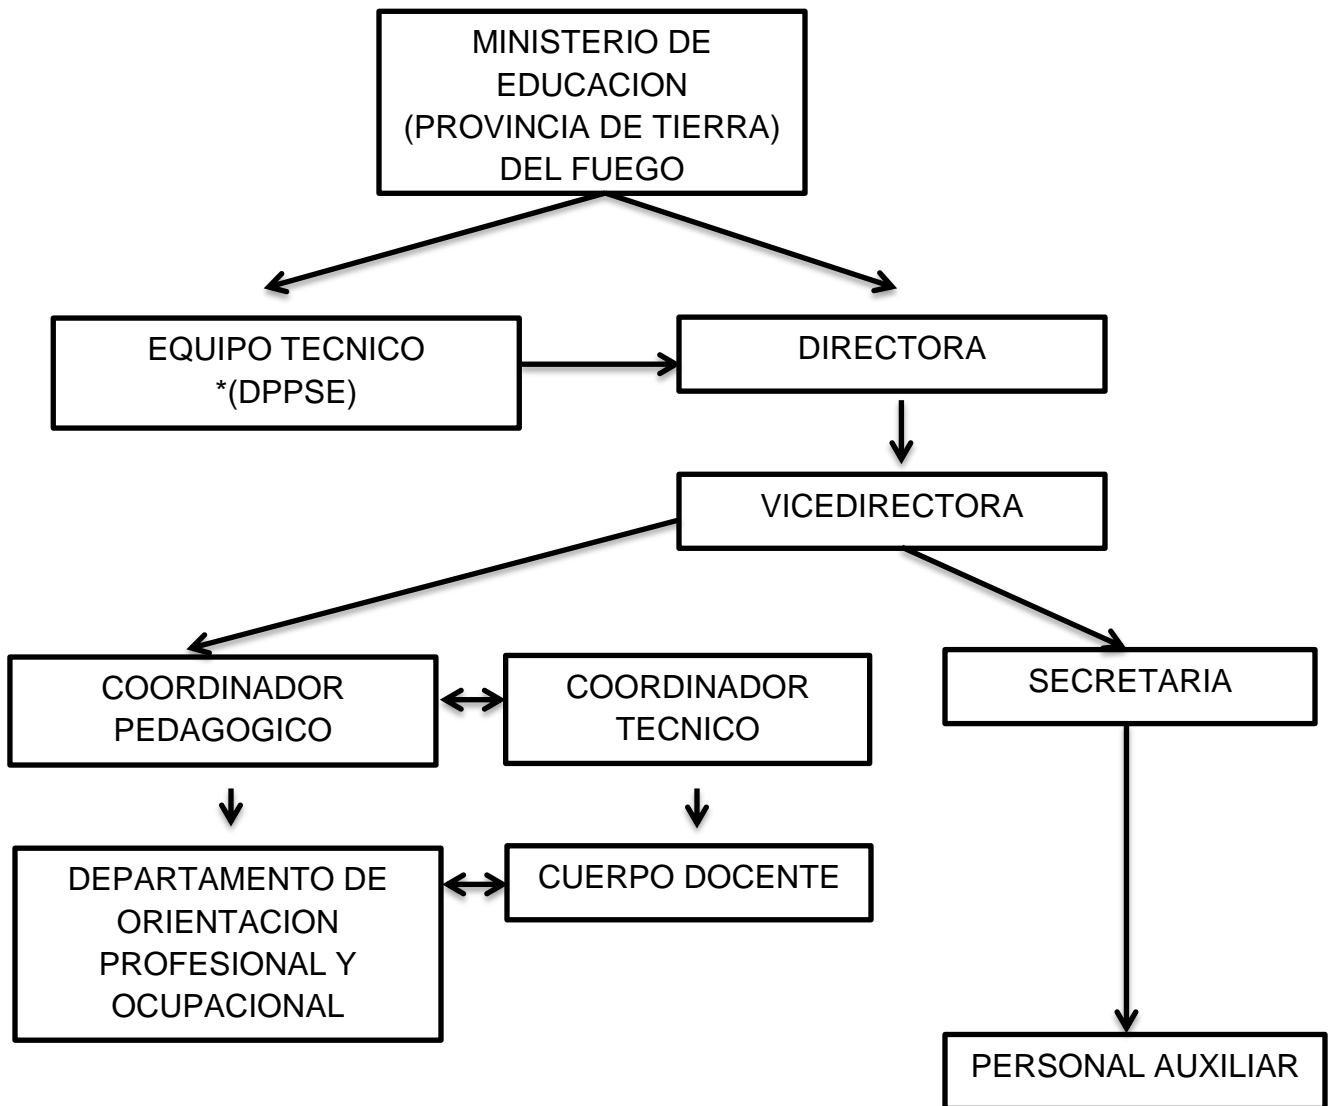 MINISTERIO DE
EDUCACION
(PROVINCIA DE TIERRA)
DEL FUEGO
EQUIPO TECNICO
*(DPPSE)
DIRECTORA
VICEDIRECTORA
COORDINADOR
PEDAGOGICO
COORDINADOR
TECNICO
SECRETARIA
DEPARTAMENTO DE
ORIENTACION
PROFESIONAL Y
OCUPACIONAL
CUERPO DOCENTE
PERSONAL AUXILIAR